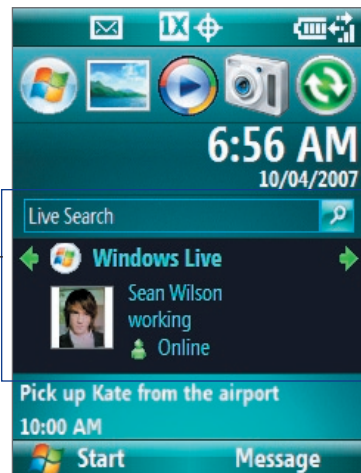 1X
6:56 AM
10/04/2007
Live Search
Windows Live
Sean Wilson
working
Online
Pick up Kate from the airport
10:00 AM
Start Message